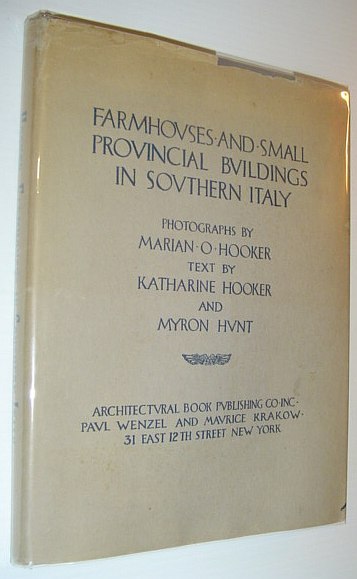 FARMHOVSES·AND·SMALL
PROVINCIAL BVILDINGS
IN SOVTHERN ITALY
PHOTOGRAPHS BY
MARIAN·O·HOOKER
TEXT BY
KATHARINE HOOKER
AND
MYRON HVNT
ARCHITECTVRAL BOOK PVBLISHING CO·INC·
PAVL WENZEL AND MAVRICE KRAKOW·
31 EAST 12TH STREET NEW YORK